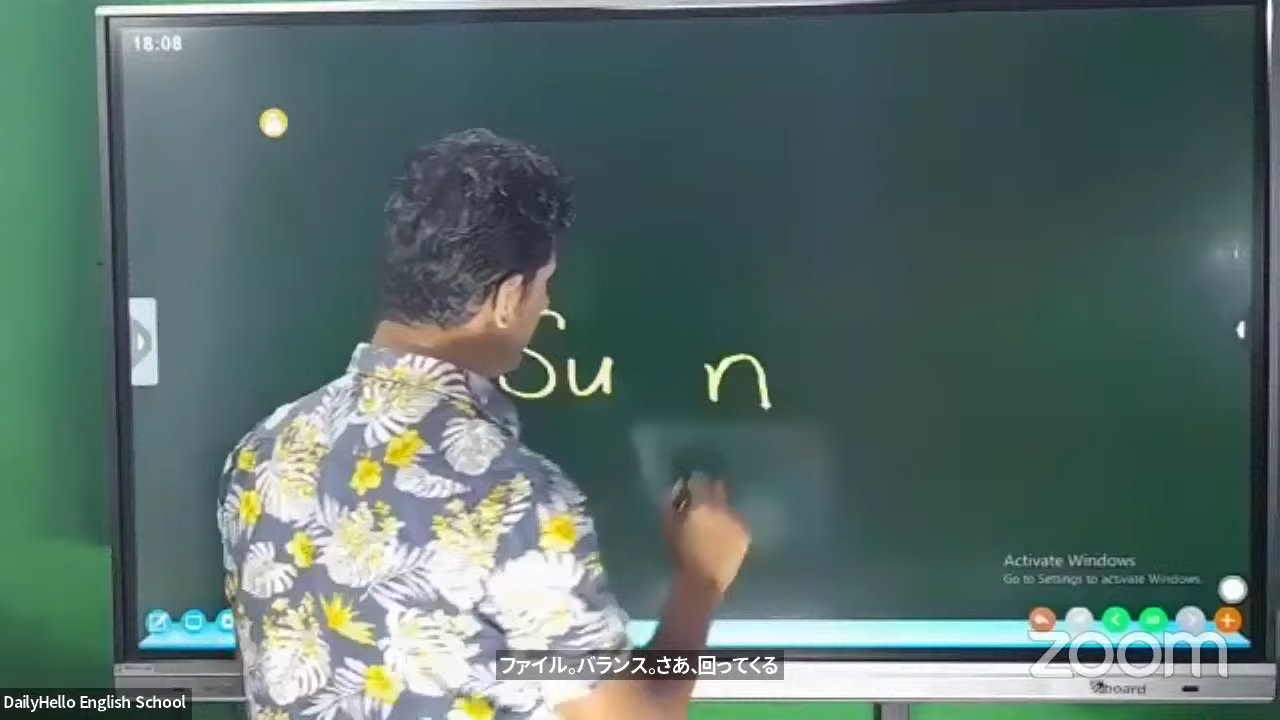 18:08
Su n
Activate Windows
Go to Settings to activate Windows.
zoom
ファイル。バランス。さあ、回ってくる
DailyHello English School